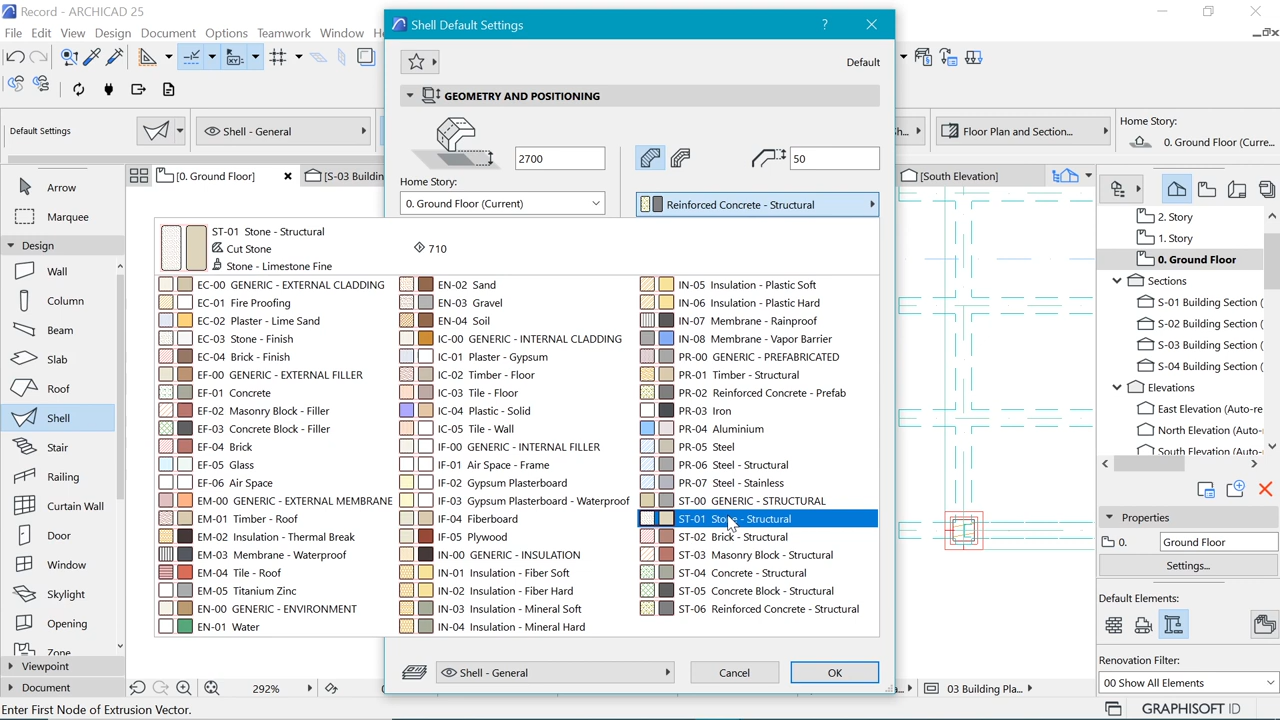 Record - ARCHICAD 25
File Edit View Design Document Options Teamwork Window
Shell Default Settings
?
Default
GEOMETRY AND POSITIONING
2700
50
Home Story:
0. Ground Floor (Current)
Reinforced Concrete - Structural
Default Settings
Shell - General
Floor Plan and Section...
Home Story:
0. Ground Floor (Curre...
[0. Ground Floor]
[S-03 Buildin
[South Elevation]
Arrow
Marquee
Design
Wall
Column
Beam
Slab
Roof
Shell
Stair
Railing
Curtain Wall
Door
Window
Skylight
Opening
Zone
Viewpoint
Document
ST-01 Stone - Structural
Cut Stone
710
Stone - Limestone Fine
EC-00 GENERIC - EXTERNAL CLADDING
EC-01 Fire Proofing
EC-02 Plaster - Lime Sand
EC-03 Stone - Finish
EC-04 Brick - Finish
EF-00 GENERIC - EXTERNAL FILLER
EF-01 Concrete
EF-02 Masonry Block - Filler
EF-03 Concrete Block - Filler
EF-04 Brick
EF-05 Glass
EF-06 Air Space
EM-00 GENERIC - EXTERNAL MEMBRANE
EM-01 Timber - Roof
EM-02 Insulation - Thermal Break
EM-03 Membrane - Waterproof
EM-04 Tile - Roof
EM-05 Titanium Zinc
EN-00 GENERIC - ENVIRONMENT
EN-01 Water
EN-02 Sand
EN-03 Gravel
EN-04 Soil
IC-00 GENERIC - INTERNAL CLADDING
IC-01 Plaster - Gypsum
IC-02 Timber - Floor
IC-03 Tile - Floor
IC-04 Plastic - Solid
IC-05 Tile - Wall
IF-00 GENERIC - INTERNAL FILLER
IF-01 Air Space - Frame
IF-02 Gypsum Plasterboard
IF-03 Gypsum Plasterboard - Waterproof
IF-04 Fiberboard
IF-05 Plywood
IN-00 GENERIC - INSULATION
IN-01 Insulation - Fiber Soft
IN-02 Insulation - Fiber Hard
IN-03 Insulation - Mineral Soft
IN-04 Insulation - Mineral Hard
IN-05 Insulation - Plastic Soft
IN-06 Insulation - Plastic Hard
IN-07 Membrane - Rainproof
IN-08 Membrane - Vapor Barrier
PR-00 GENERIC - PREFABRICATED
PR-01 Timber - Structural
PR-02 Reinforced Concrete - Prefab
PR-03 Iron
PR-04 Aluminium
PR-05 Steel
PR-06 Steel - Structural
PR-07 Steel - Stainless
ST-00 GENERIC - STRUCTURAL
ST-01 Stone - Structural
ST-02 Brick - Structural
ST-03 Masonry Block - Structural
ST-04 Concrete - Structural
ST-05 Concrete Block - Structural
ST-06 Reinforced Concrete - Structural
Shell - General
Cancel
OK
2. Story
1. Story
0. Ground Floor
Sections
S-01 Building Section (
S-02 Building Section (
S-03 Building Section (
S-04 Building Section (
Elevations
East Elevation (Auto-re
North Elevation (Auto-
South Elevation (Auto-
Properties
0.
Ground Floor
Settings...
Default Elements:
Renovation Filter:
00 Show All Elements
292%
03 Building Pla...
Enter First Node of Extrusion Vector.
GRAPHISOFT ID